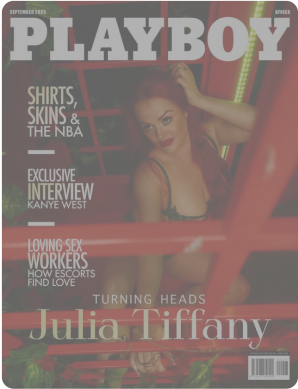 SEPTEMBER 2025
AFRICA
PLAYBOY
SHIRTS,
SKINS &
THE NBA
EXCLUSIVE
INTERVIEW
KANYE WEST
LOVING SEX
WORKERS
HOW ESCORTS
FIND LOVE
TURNING HEADS
Julia Tiffany